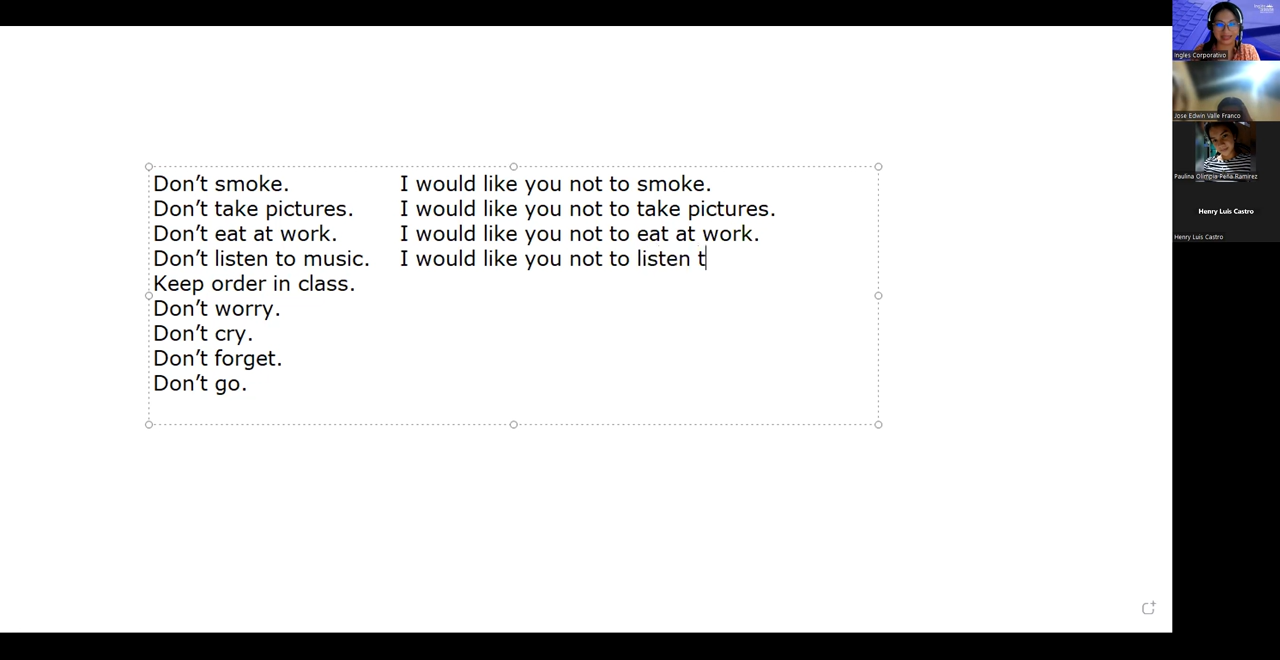 Don’t smoke. I would like you not to smoke.
Don’t take pictures. I would like you not to take pictures.
Don’t eat at work. I would like you not to eat at work.
Don’t listen to music. I would like you not to listen t
Keep order in class.
Don’t worry.
Don’t cry.
Don’t forget.
Don’t go.
Ingles Corporativo
Jose Edwin Valle Franco
Paulina Olimpia Peña Ramirez
Henry Luis Castro
Henry Luis Castro